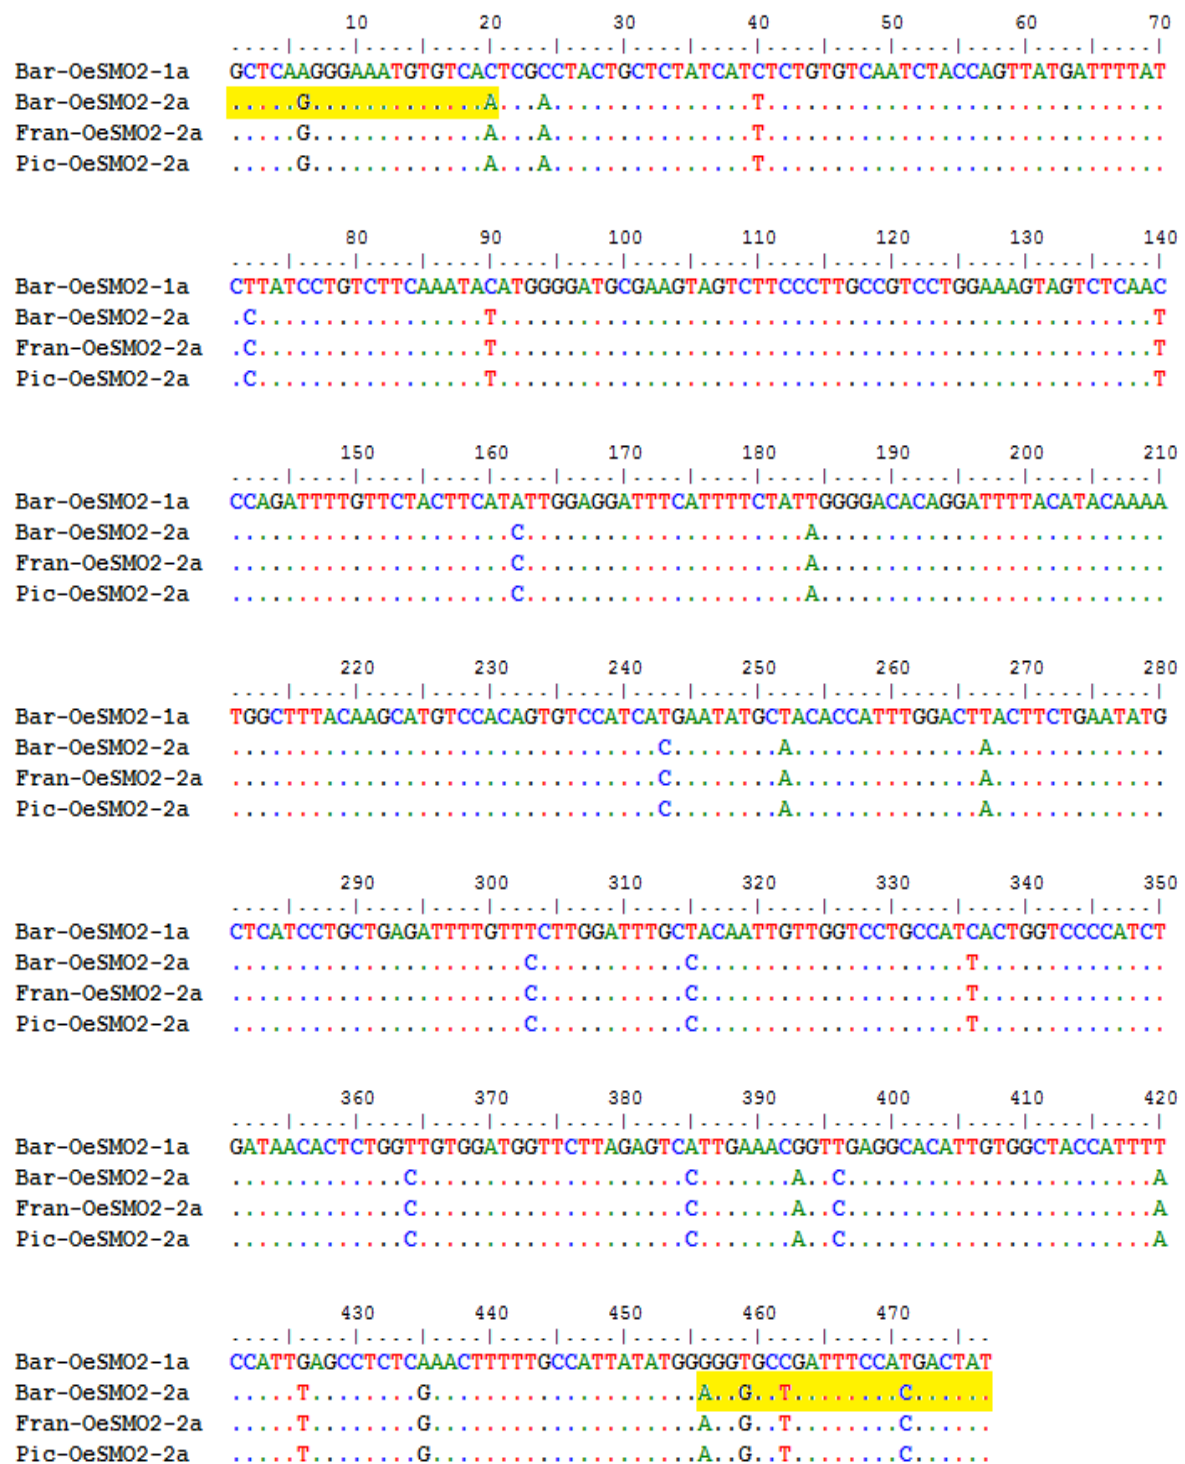 10 20 30 40 50 60 70
....|....|....|....|....|....|....|....|....|....|....|....|....|....|
Bar-OeSMO2-1a GCTCAAGGGAAATGTGTCACTCGCCTACTGCTCTATCATCTCTGTGTCAATCTACCAGTTATGATTTTAT
Bar-OeSMO2-2a .....G.............A...A...............T..............................
Fran-OeSMO2-2a .....G.............A...A...............T..............................
Pic-OeSMO2-2a .....G.............A...A...............T..............................
80 90 100 110 120 130 140
....|....|....|....|....|....|....|....|....|....|....|....|....|....|
Bar-OeSMO2-1a CTTATCCTGTCTTCAAATACATGGGGATGCGAAGTAGTCTTCCCTTGCCGTCCTGGAAAGTAGTCTCAAC
Bar-OeSMO2-2a .C.................T.................................................T
Fran-OeSMO2-2a .C.................T.................................................T
Pic-OeSMO2-2a .C.................T.................................................T
150 160 170 180 190 200 210
....|....|....|....|....|....|....|....|....|....|....|....|....|....|
Bar-OeSMO2-1a CCAGATTTTGTTCTACTTCATATTGGAGGATTTCATTTTCTATTGGGGACACAGGATTTTACATACAAAA
Bar-OeSMO2-2a .....................C.....................A..........................
Fran-OeSMO2-2a .....................C.....................A..........................
Pic-OeSMO2-2a .....................C.....................A..........................
220 230 240 250 260 270 280
....|....|....|....|....|....|....|....|....|....|....|....|....|....|
Bar-OeSMO2-1a TGGCTTTACAAGCATGTCCACAGTGTCCATCATGAATATGCTACACCATTTGGACTTACTTCTGAATATG
Bar-OeSMO2-2a ................................C........A..............A.............
Fran-OeSMO2-2a ................................C........A..............A.............
Pic-OeSMO2-2a ................................C........A..............A.............
290 300 310 320 330 340 350
....|....|....|....|....|....|....|....|....|....|....|....|....|....|
Bar-OeSMO2-1a CTCATCCTGCTGAGATTTTGTTTCTTGGATTTGCTACAATTGTTGGTCCTGCCATCACTGGTCCCCATCT
Bar-OeSMO2-2a ......................C...........C....................T..............
Fran-OeSMO2-2a ......................C...........C....................T..............
Pic-OeSMO2-2a ......................C...........C....................T..............
360 370 380 390 400 410 420
....|....|....|....|....|....|....|....|....|....|....|....|....|....|
Bar-OeSMO2-1a GATAACACTCTGGTTGTGGATGGTTCTTAGAGTCATTGAAACGGTTGAGGCACATTGTGGCTACCATTTT
Bar-OeSMO2-2a .............C....................C.......A..C.......................A
Fran-OeSMO2-2a .............C....................C.......A..C.......................A
Pic-OeSMO2-2a .............C....................C.......A..C.......................A
430 440 450 460 470
....|....|....|....|....|....|....|....|....|....|....|..
Bar-OeSMO2-1a CCATTGAGCCTCTCAAACTTTTTGCCATTATATGGGGGTGCCGATTTCCATGACTAT
Bar-OeSMO2-2a .....T........G....................A..G..T........C......
Fran-OeSMO2-2a .....T........G....................A..G..T........C......
Pic-OeSMO2-2a .....T........G....................A..G..T........C......